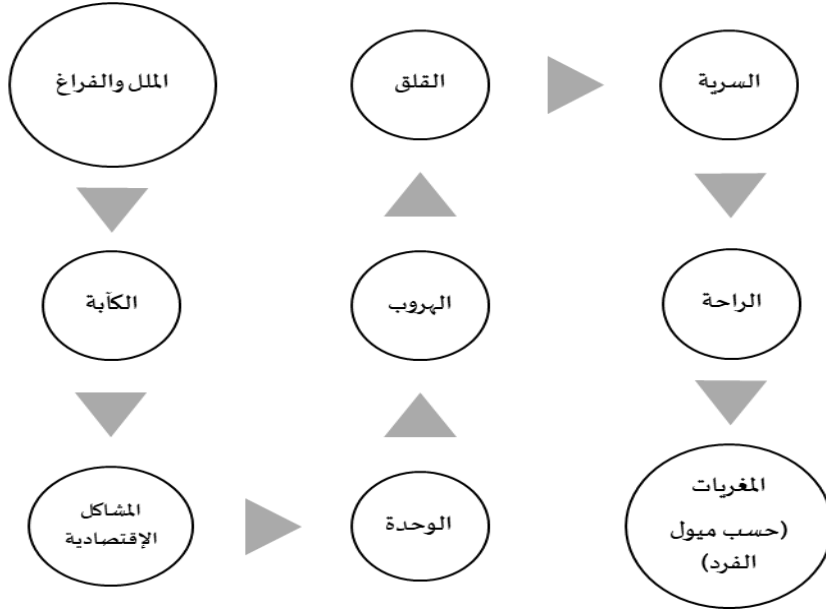 الملل والفراغ
الكآبة
المشاكل
الإقتصادية
الوحدة
الهروب
القلق
السرية
الراحة
المغريات
(حسب ميول
الفرد)